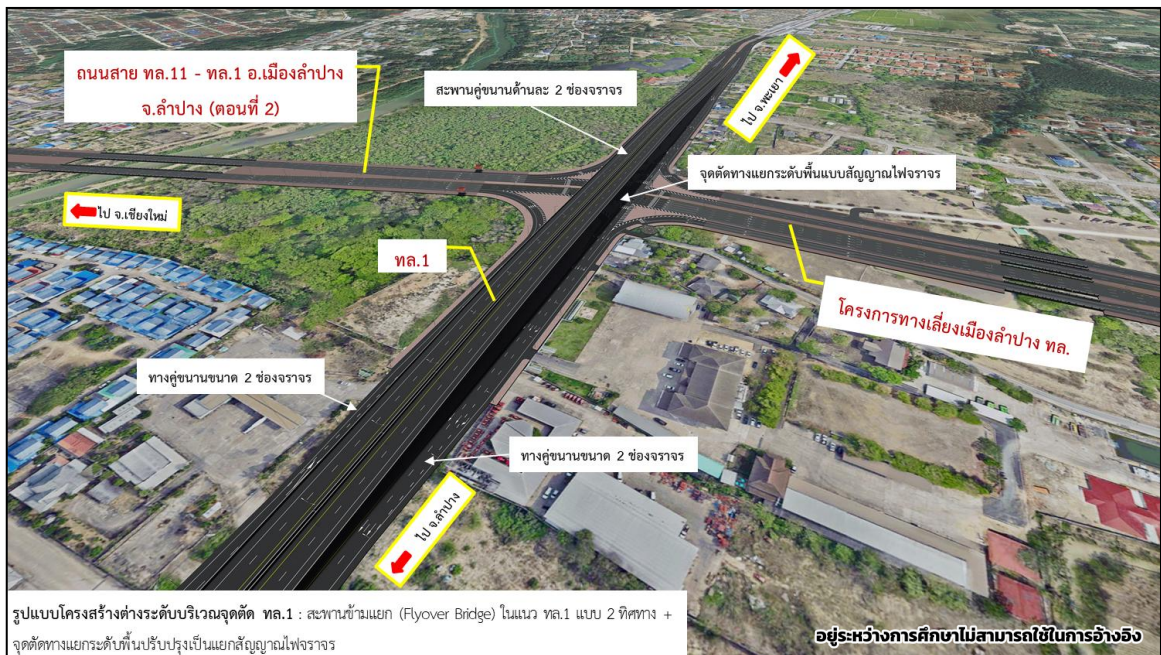 ถนนสาย ทล.11 - ทล.1 อ.เมืองลำปาง
จ.ลำปาง (ตอนที่ 2)
สะพานคู่ขนานด้านละ 2 ช่องจราจร
ไป จ.พะเยา
จุดตัดทางแยกระดับพื้นแบบสัญญาณไฟจราจร
ไป จ.เชียงใหม่
ทล.1
โครงการทางเลี่ยงเมืองลำปาง ทล.
ทางคู่ขนานขนาด 2 ช่องจราจร
ทางคู่ขนานขนาด 2 ช่องจราจร
ไป จ.ลำปาง
รูปแบบโครงสร้างต่างระดับบริเวณจุดตัด ทล.1 : สะพานข้ามแยก (Flyover Bridge) ในแนว ทล.1 แบบ 2 ทิศทาง +
จุดตัดทางแยกระดับพื้นปรับปรุงเป็นแยกสัญญาณไฟจราจร
อยู่ระหว่างการศึกษาไม่สามารถใช้ในการอ้างอิง